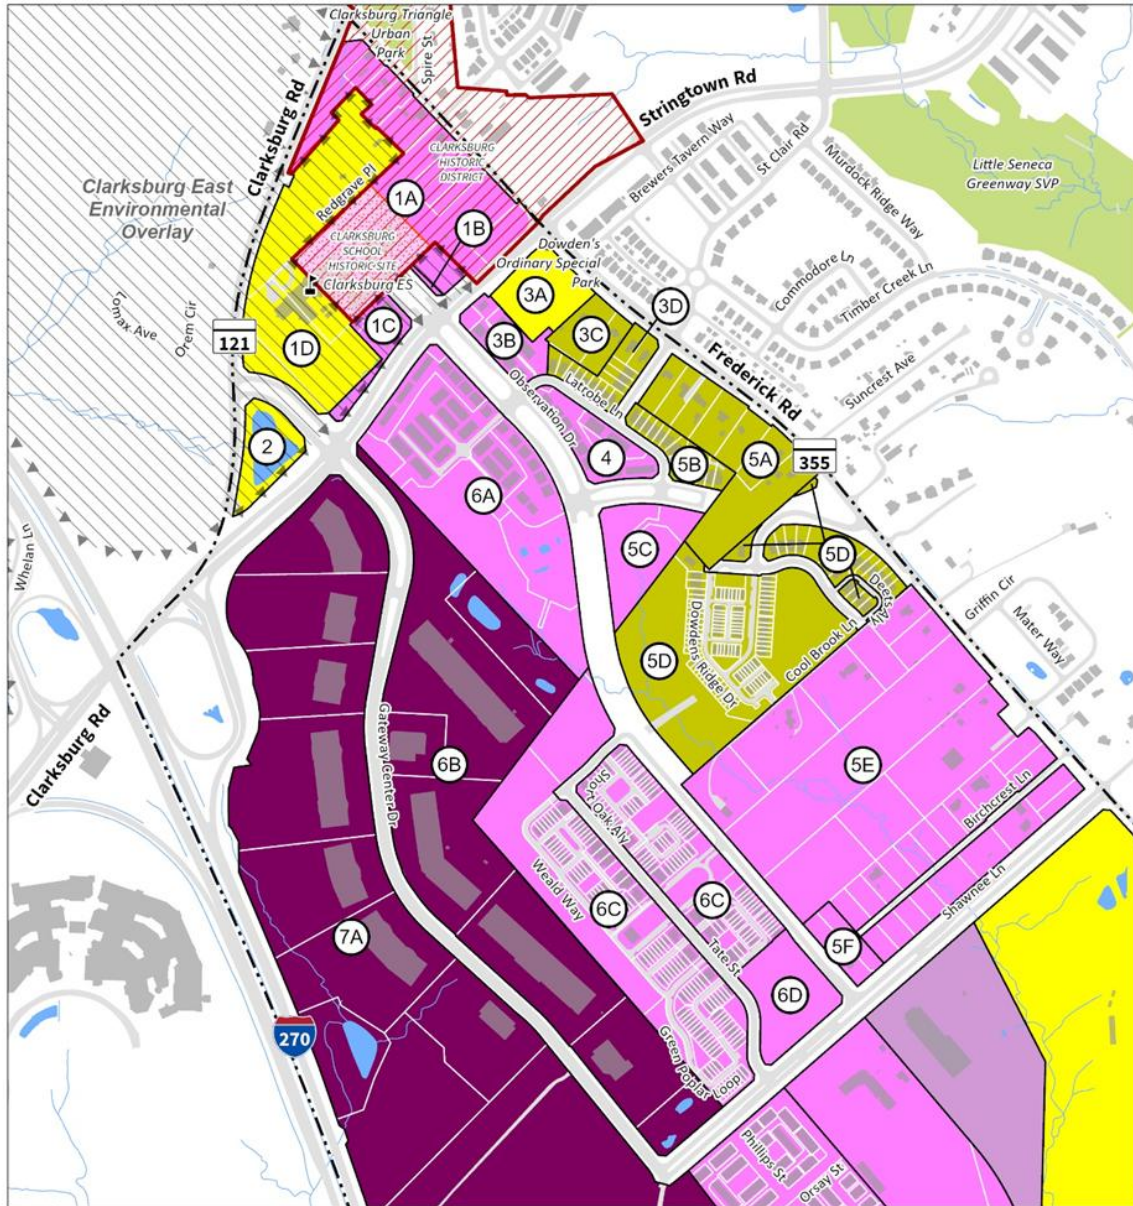 Clarksburg Triangle
Urban
Park
Spire St
Clarksburg Rd
Stringtown Rd
Brewers Tavern Way
St Clair Rd
Murdock Ridge Way
Little Seneca
Greenway SVP
CLARKSBURG
HISTORIC
DISTRICT
Clarksburg East
Environmental
Overlay
Redgrave Pl
1A
1B
CLARKSBURG
SCHOOL
HISTORIC SITE
Clarksburg ES
Dowden's
Ordinary Special
Park
Commodore Ln
Timber Creek Ln
3A
3D
Lomax Ave
Orem Cir
121
1D
1C
3B
3C
Frederick Rd
Suncrest Ave
Observation Dr
Latrobe Ln
2
4
5B
5A
355
6A
5C
5D
Deets Aly
Whelan Ln
Griffin Cir
Mater Way
Cool Brook Ln
Dowdens Ridge Dr
5D
Clarksburg Rd
Gateway Center Dr
6B
5E
Short Oak Aly
Birchcrest Ln
Weald Way
6C
6C
Shawnee Ln
7A
Tate St
5F
6D
270
Green Poplar Loop
Phillips St
Orsay St